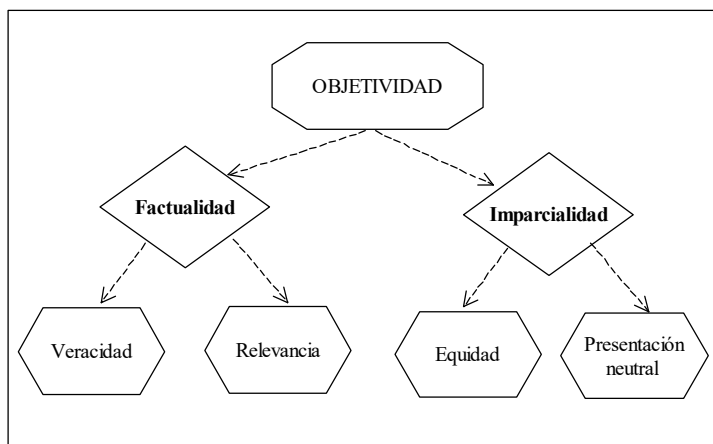 OBJETIVIDAD
Factualidad
Imparcialidad
Veracidad
Relevancia
Equidad
Presentación
neutral